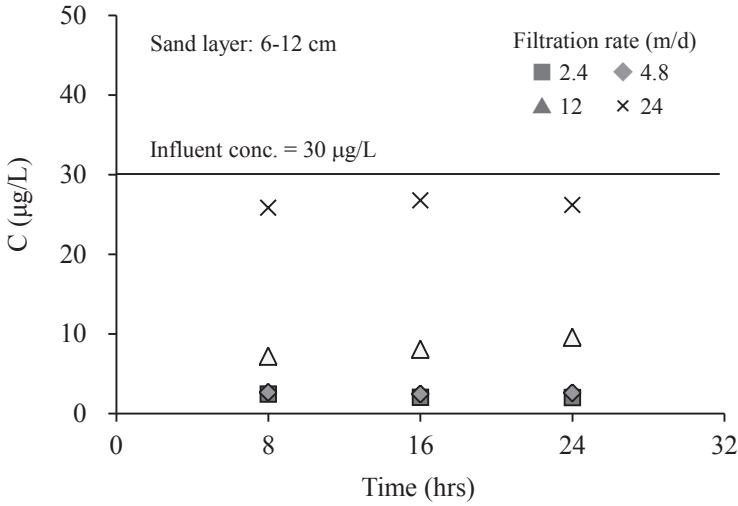 50
Sand layer: 6-12 cm
Filtration rate (m/d)
2.4 4.8
12 24
40
Influent conc. = 30 μg/L
30
C (μg/L)
20
10
0
0 8 16 24 32
Time (hrs)